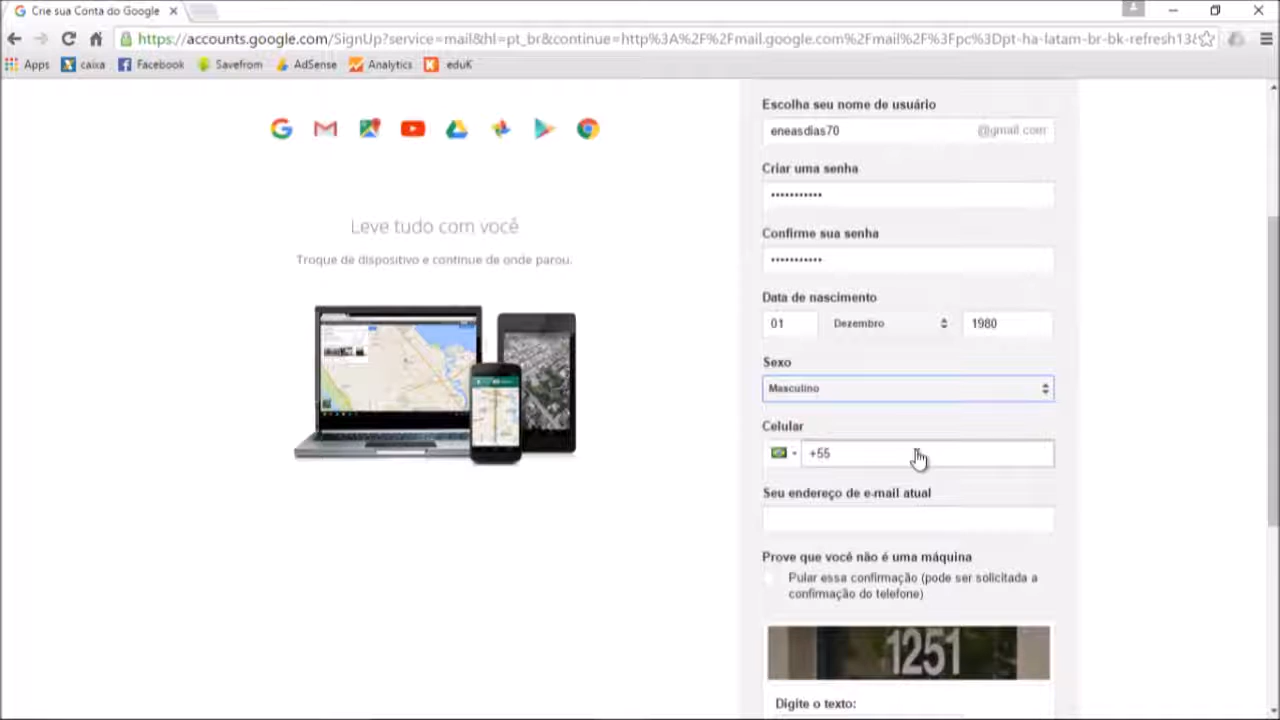 Crie sua Conta do Google
https://accounts.google.com/SignUp?service=mail&hl=pt_br&continue=http%3A%2F%2Fmail.google.com%2Fmail%2F%3Fpc%3Dpt-ha-latam-br-bk-refresh138
Apps caixa Facebook Savefrom AdSense Analytics eduK
Leve tudo com você
Troque de dispositivo e continue de onde parou.
Escolha seu nome de usuário
eneasdias70 @gmail.com
Criar uma senha
•••••••••••
Confirme sua senha
•••••••••••
Data de nascimento
01 Dezembro 1980
Sexo
Masculino
Celular
+55
Seu endereço de e-mail atual
Prove que você não é uma máquina
Pular essa confirmação (pode ser solicitada a
confirmação do telefone)
1251
Digite o texto: